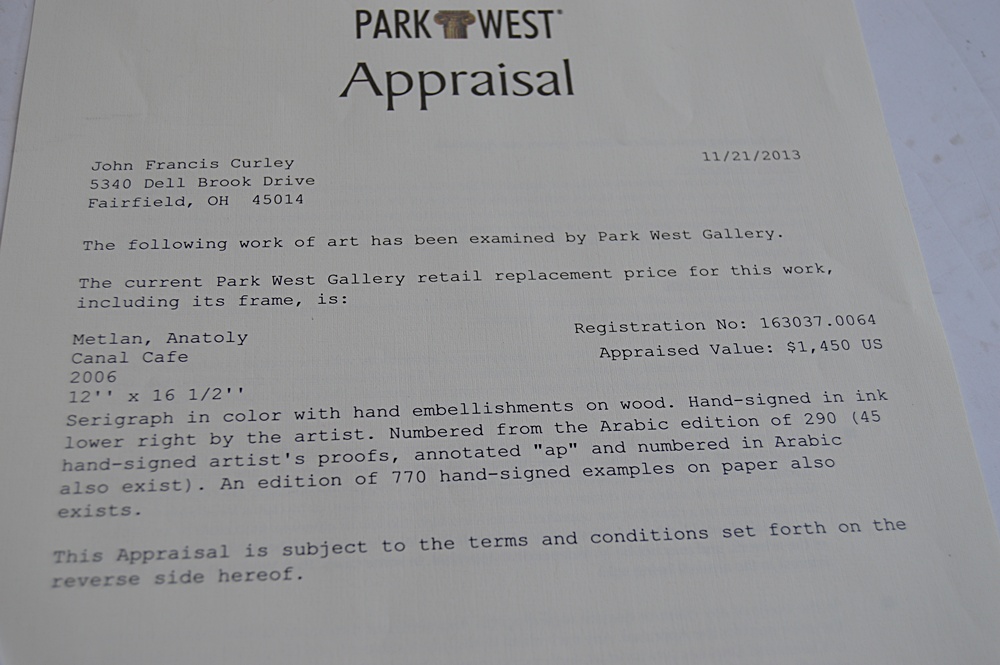 PARK WEST®
Appraisal
John Francis Curley
11/21/2013
5340 Dell Brook Drive
Fairfield, OH 45014
The following work of art has been examined by Park West Gallery.
The current Park West Gallery retail replacement price for this work,
including its frame, is:
Metlan, Anatoly
Registration No: 163037.0064
Canal Cafe
Appraised Value: $1,450 US
2006
12'' x 16 1/2''
Serigraph in color with hand embellishments on wood. Hand-signed in ink
lower right by the artist. Numbered from the Arabic edition of 290 (45
hand-signed artist's proofs, annotated "ap" and numbered in Arabic
also exist). An edition of 770 hand-signed examples on paper also
exists.
This Appraisal is subject to the terms and conditions set forth on the
reverse side hereof.